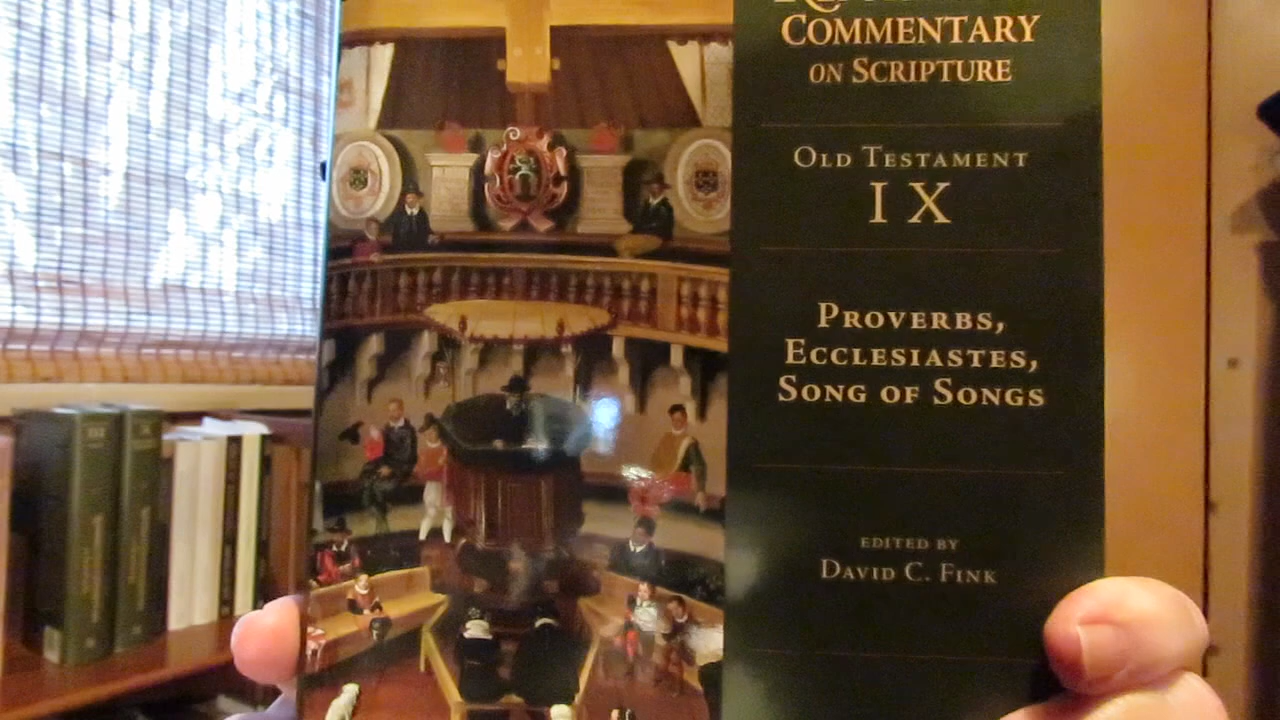 COMMENTARY
ON SCRIPTURE
OLD TESTAMENT
IX
PROVERBS,
ECCLESIASTES,
SONG OF SONGS
EDITED BY
DAVID C. FINK